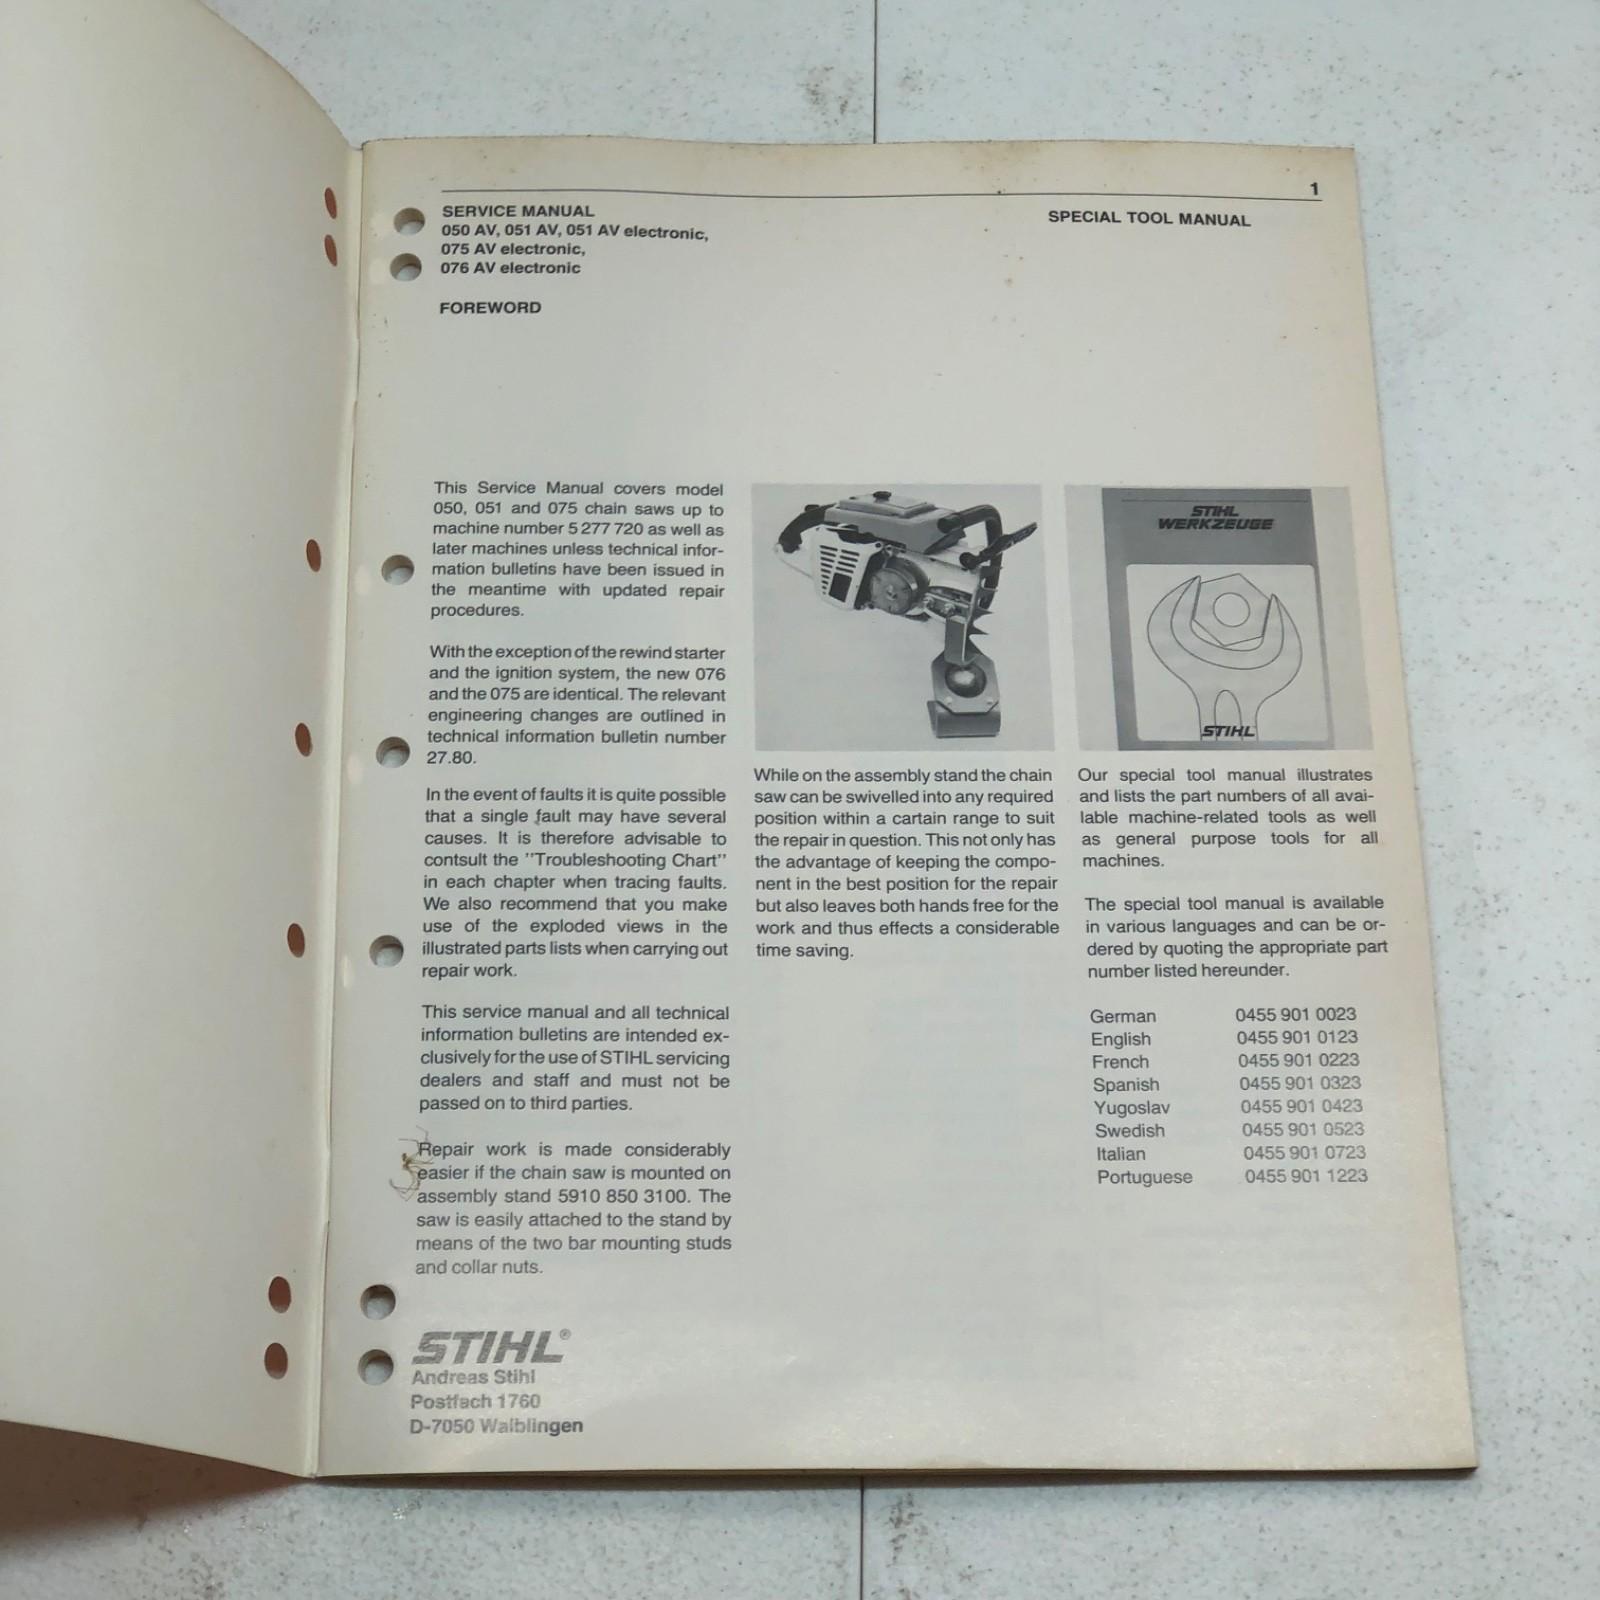 1
SERVICE MANUAL
050 AV, 051 AV, 051 AV electronic,
075 AV electronic,
076 AV electronic
SPECIAL TOOL MANUAL
FOREWORD
This Service Manual covers model
050, 051 and 075 chain saws up to
machine number 5 277 720 as well as
later machines unless technical infor-
mation bulletins have been issued in
the meantime with updated repair
procedures.
With the exception of the rewind starter
and the ignition system, the new 076
and the 075 are identical. The relevant
engineering changes are outlined in
technical information bulletin number
27.80.
In the event of faults it is quite possible
that a single fault may have several
causes. It is therefore advisable to
contsult the "Troubleshooting Chart"
in each chapter when tracing faults.
We also recommend that you make
use of the exploded views in the
illustrated parts lists when carrying out
repair work.
This service manual and all technical
information bulletins are intended ex-
clusively for the use of STIHL servicing
dealers and staff and must not be
passed on to third parties.
Repair work is made considerably
easier if the chain saw is mounted on
assembly stand 5910 850 3100. The
saw is easily attached to the stand by
means of the two bar mounting studs
and collar nuts.
STIHL®
Andreas Stihl
Postfach 1760
D-7050 Waiblingen
While on the assembly stand the chain
saw can be swivelled into any required
position within a cartain range to suit
the repair in question. This not only has
the advantage of keeping the compo-
nent in the best position for the repair
but also leaves both hands free for the
work and thus effects a considerable
time saving.
STIHL
WERKZEUGE
STIHL
Our special tool manual illustrates
and lists the part numbers of all avai-
lable machine-related tools as well
as general purpose tools for all
machines.
The special tool manual is available
in various languages and can be or-
dered by quoting the appropriate part
number listed hereunder.
German 0455 901 0023
English 0455 901 0123
French 0455 901 0223
Spanish 0455 901 0323
Yugoslav 0455 901 0423
Swedish 0455 901 0523
Italian 0455 901 0723
Portuguese 0455 901 1223